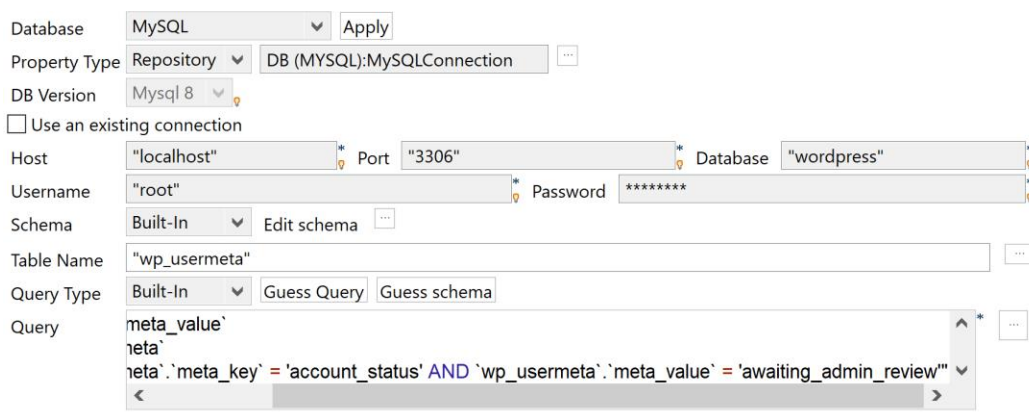 Database MySQL Apply
Property Type Repository DB (MYSQL):MySQLConnection ...
DB Version Mysql 8
Use an existing connection
Host "localhost" * Port "3306" * Database "wordpress" *
Username "root" * Password ******** *
Schema Built-In Edit schema ...
Table Name "wp_usermeta" ...
Query Type Built-In Guess Query Guess schema
Query meta_value` * ...
neta`
neta`.`meta_key` = 'account_status' AND `wp_usermeta`.`meta_value` = 'awaiting_admin_review'"